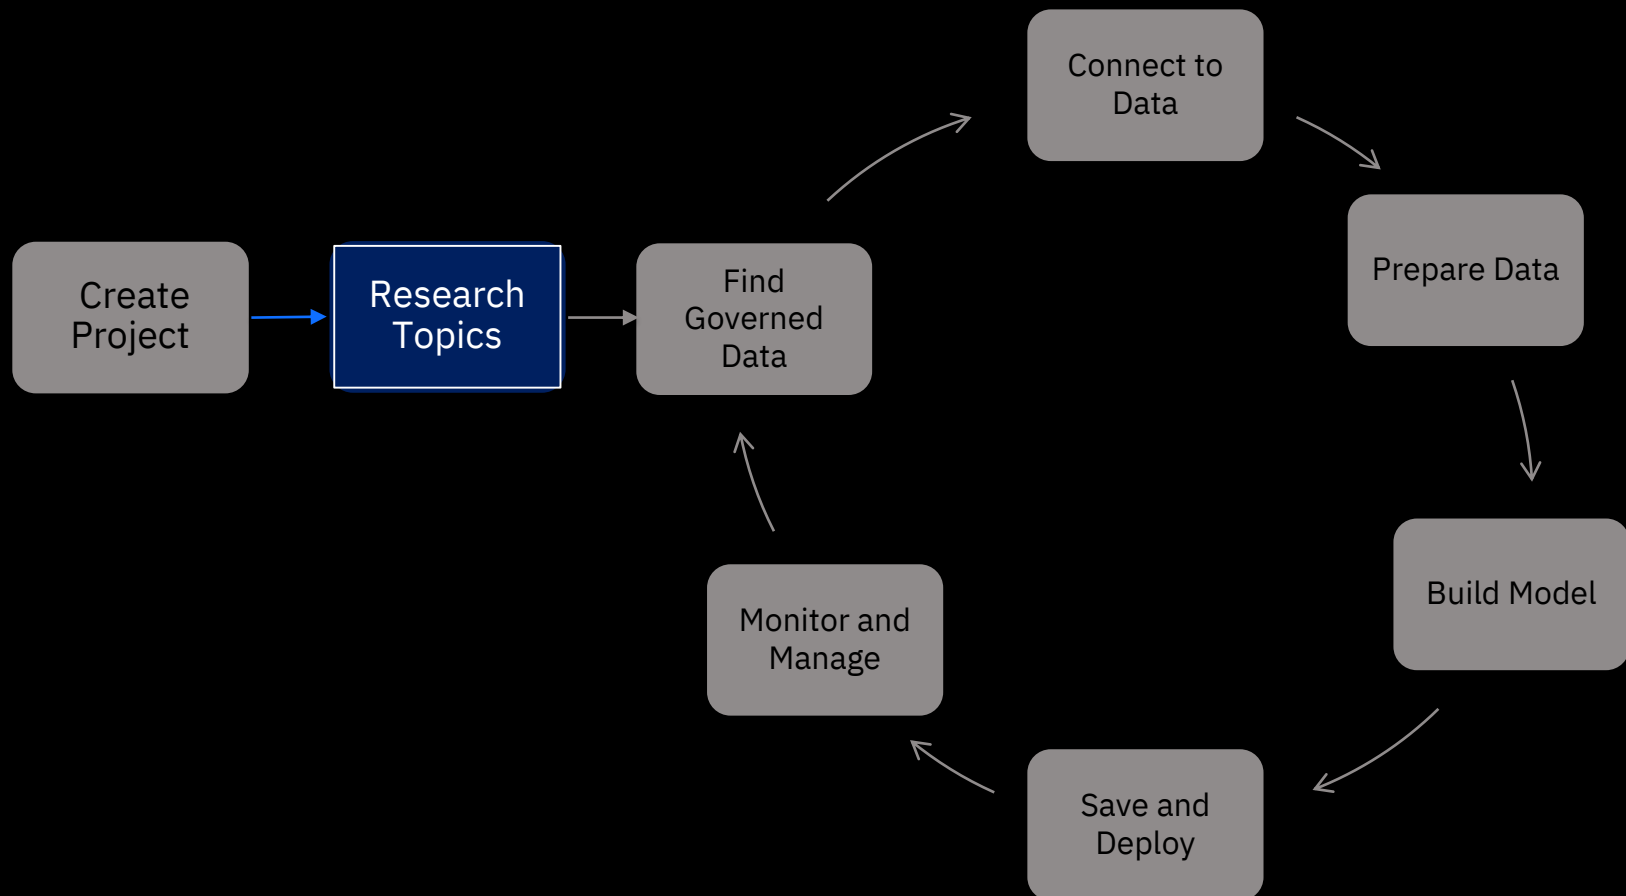 Create
Project
Research
Topics
Find
Governed
Data
Connect to
Data
Prepare Data
Build Model
Save and
Deploy
Monitor and
Manage